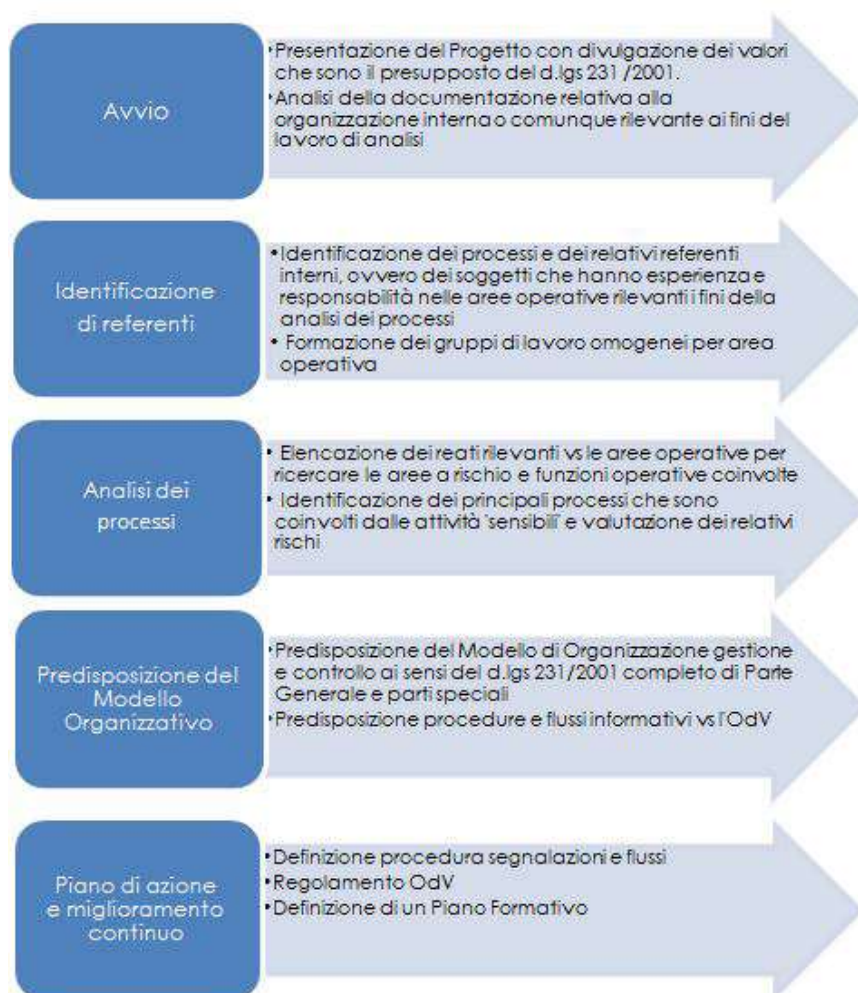 Avvio
•Presentazione del Progetto con divulgazione dei valori
che sono il presupposto del d.lgs 231/2001.
•Analisi della documentazione relativa alla
organizzazione interna o comunque rilevante ai fini del
lavoro di analisi
Identificazione
di referenti
•Identificazione dei processi e dei relativi referenti
interni, ovvero dei soggetti che hanno esperienza e
responsabilità nelle aree operative rilevanti i fini della
analisi dei processi
• Formazione dei gruppi di lavoro omogenei per area
operativa
Analisi dei
processi
• Elencazione dei reati rilevanti vs le aree operative per
ricercare le aree a rischio e funzioni operative coinvolte
• Identificazione dei principali processi che sono
coinvolti dalle attività 'sensibili' e valutazione dei relativi
rischi
Predisposizione del
Modello
Organizzativo
•Predisposizione del Modello di Organizzazione gestione
e controllo ai sensi del d.lgs 231/2001 completo di Parte
Generale e parti speciali
•Predisposizione procedure e flussi informativi vs l'OdV
Piano di azione
e miglioramento
continuo
•Definizione procedura segnalazioni e flussi
•Regolamento OdV
•Definizione di un Piano Formativo